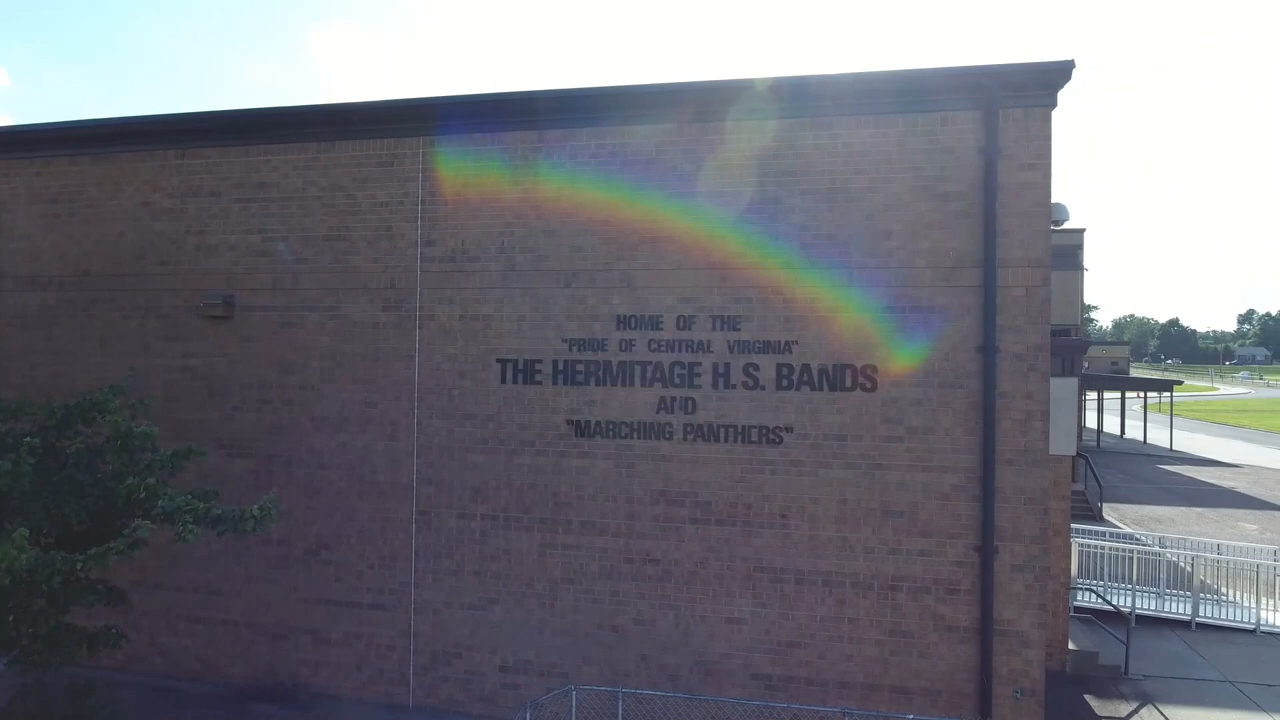 HOME OF THE
"PRIDE OF CENTRAL VIRGINIA"
THE HERMITAGE H.S. BANDS
AND
"MARCHING PANTHERS"